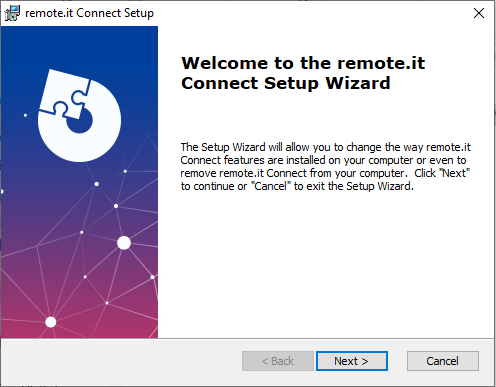 remote.it Connect Setup
Welcome to the remote.it
Connect Setup Wizard
The Setup Wizard will allow you to change the way remote.it
Connect features are installed on your computer or even to
remove remote.it Connect from your computer.  Click "Next"
to continue or "Cancel" to exit the Setup Wizard.
< Back
Next >
Cancel